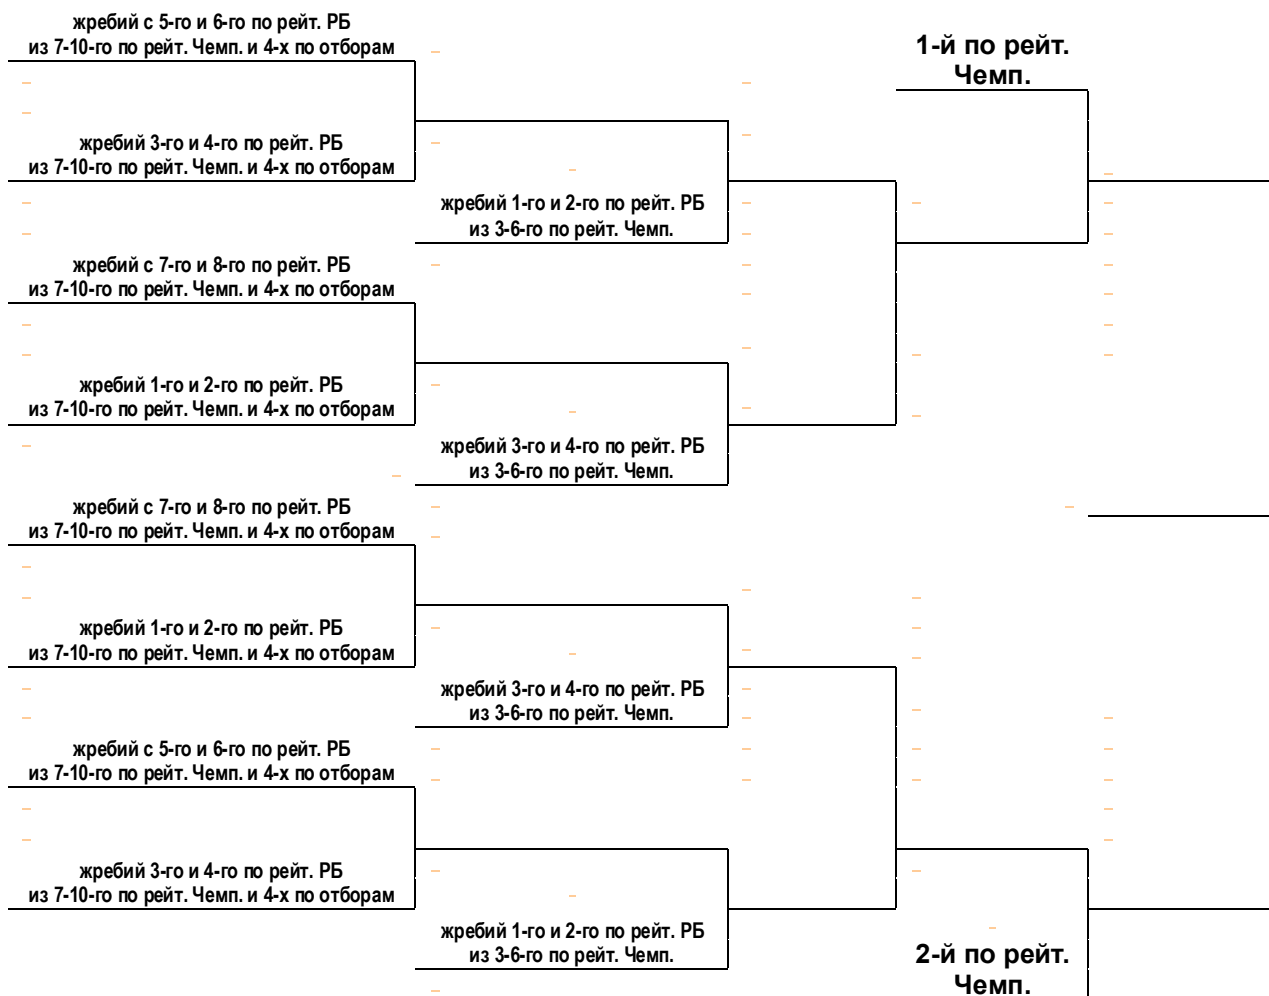 жребий с 5-го и 6-го по рейт. РБ
из 7-10-го по рейт. Чемп. и 4-х по отборам
1-й по рейт.
Чемп.
жребий 3-го и 4-го по рейт. РБ
из 7-10-го по рейт. Чемп. и 4-х по отборам
жребий 1-го и 2-го по рейт. РБ
из 3-6-го по рейт. Чемп.
жребий с 7-го и 8-го по рейт. РБ
из 7-10-го по рейт. Чемп. и 4-х по отборам
жребий 1-го и 2-го по рейт. РБ
из 7-10-го по рейт. Чемп. и 4-х по отборам
жребий 3-го и 4-го по рейт. РБ
из 3-6-го по рейт. Чемп.
жребий с 7-го и 8-го по рейт. РБ
из 7-10-го по рейт. Чемп. и 4-х по отборам
жребий 1-го и 2-го по рейт. РБ
из 7-10-го по рейт. Чемп. и 4-х по отборам
жребий 3-го и 4-го по рейт. РБ
из 3-6-го по рейт. Чемп.
жребий с 5-го и 6-го по рейт. РБ
из 7-10-го по рейт. Чемп. и 4-х по отборам
жребий 3-го и 4-го по рейт. РБ
из 7-10-го по рейт. Чемп. и 4-х по отборам
жребий 1-го и 2-го по рейт. РБ
из 3-6-го по рейт. Чемп.
2-й по рейт.
Чемп.